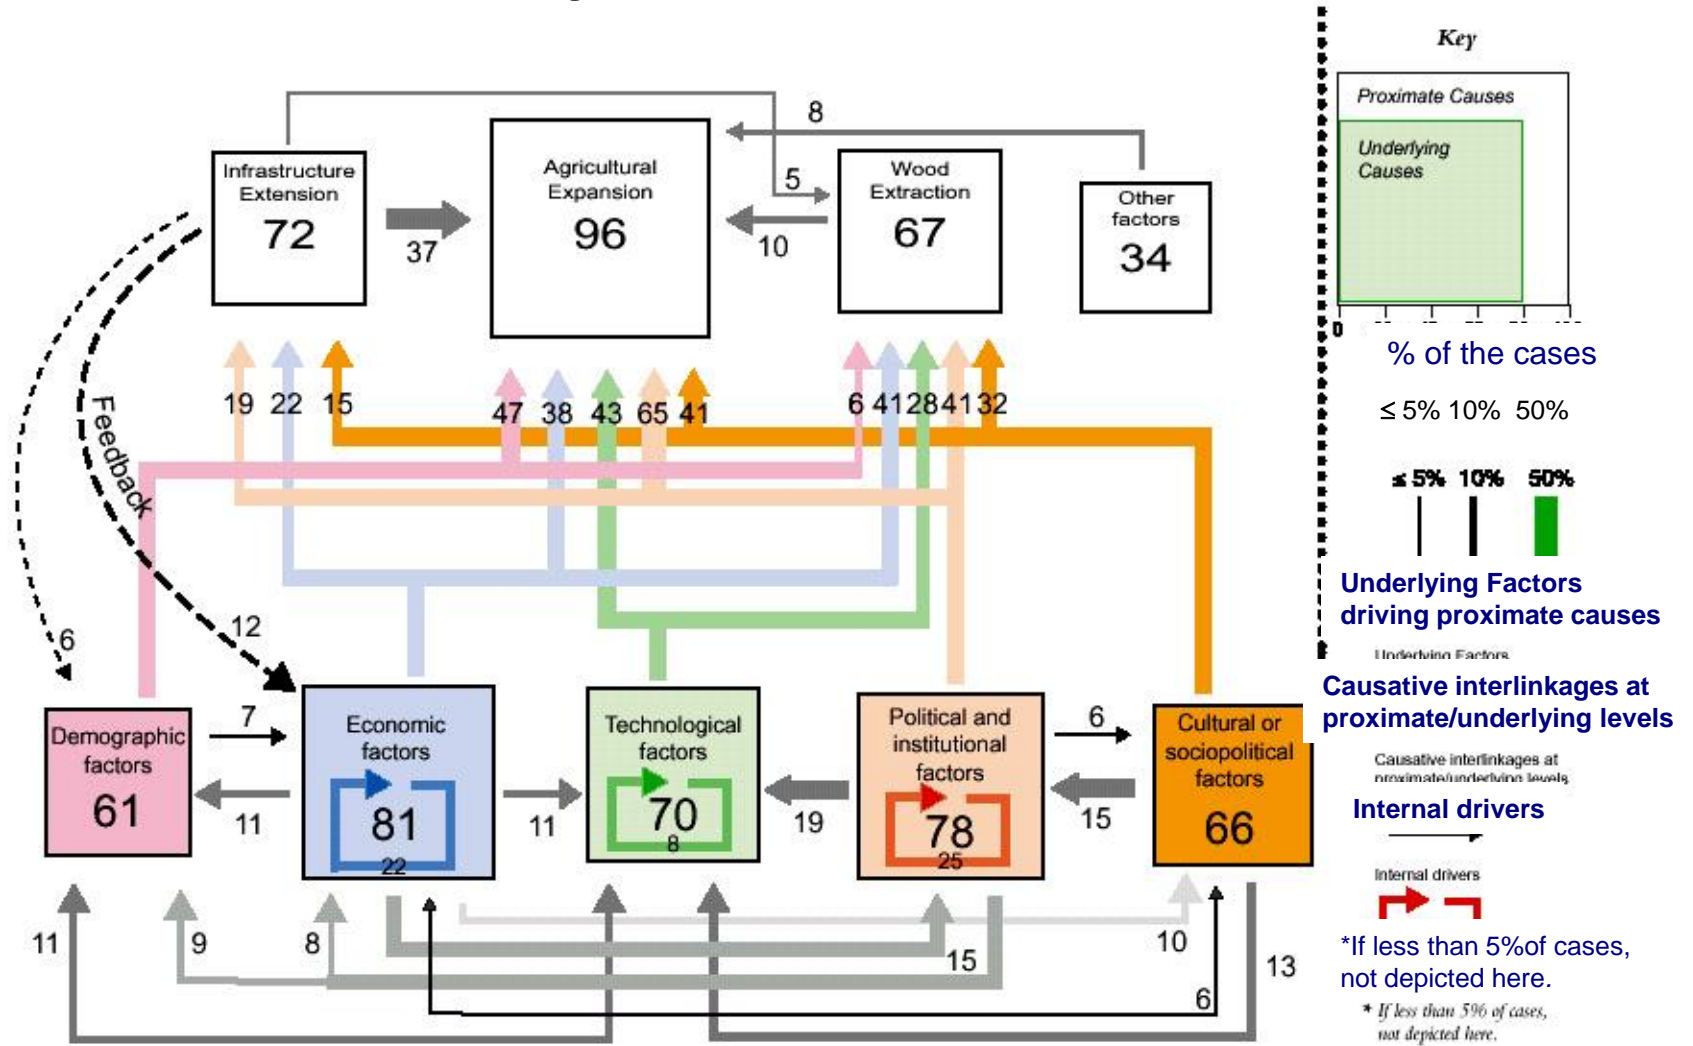 Key
Proximate Causes
Underlying
Causes
0
% of the cases
≤ 5% 10% 50%
≤ 5% 10% 50%
Underlying Factors
driving proximate causes
Underlying Factors
Causative interlinkages at
proximate/underlying levels
Causative interlinkages at
proximate/underlying levels
Internal drivers
Internal drivers
*If less than 5%of cases,
not depicted here.
* If less than 5% of cases,
not depicted here.
8
Infrastructure
Extension
72
37
Agricultural
Expansion
96
5
10
Wood
Extraction
67
Other
factors
34
19 22 15
47 38 43 65 41
6 41 28 41 32
Feedback
6
12
Demographic
factors
61
7
11
Economic
factors
81
22
11
Technological
factors
70
8
19
Political and
institutional
factors
78
25
6
15
Cultural or
sociopolitical
factors
66
11
9
8
15
10
6
13